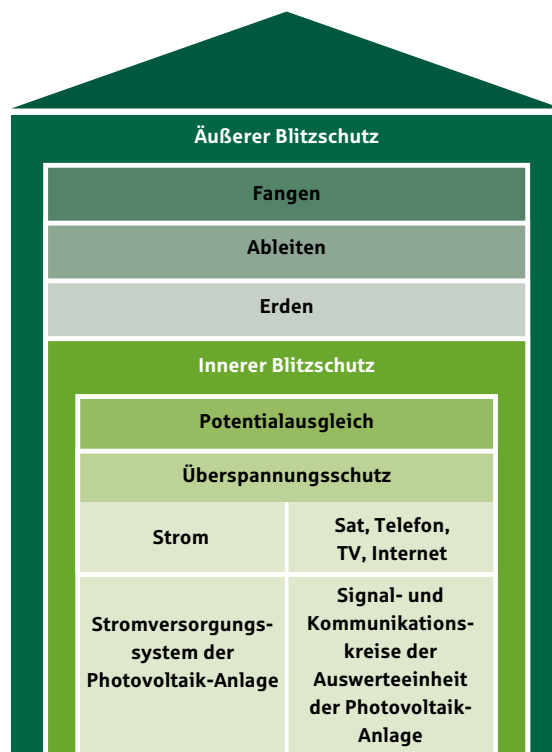 Äußerer Blitzschutz
Fangen
Ableiten
Erden
Innerer Blitzschutz
Potentialausgleich
Überspannungsschutz
Strom
Sat, Telefon,
TV, Internet
Stromversorgungs-
system der
Photovoltaik-Anlage
Signal- und
Kommunikations-
kreise der
Auswerteeinheit
der Photovoltaik-
Anlage